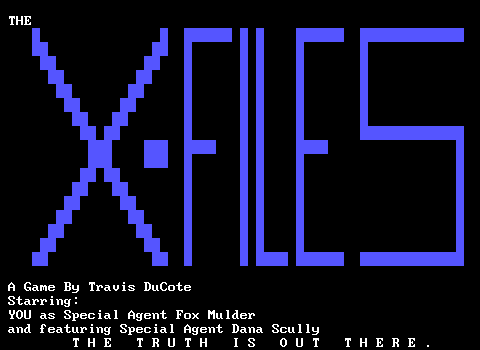 THE
X-FILES
A Game By Travis DuCote
Starring:
YOU as Special Agent Fox Mulder
and featuring Special Agent Dana Scully
THE TRUTH IS OUT THERE.